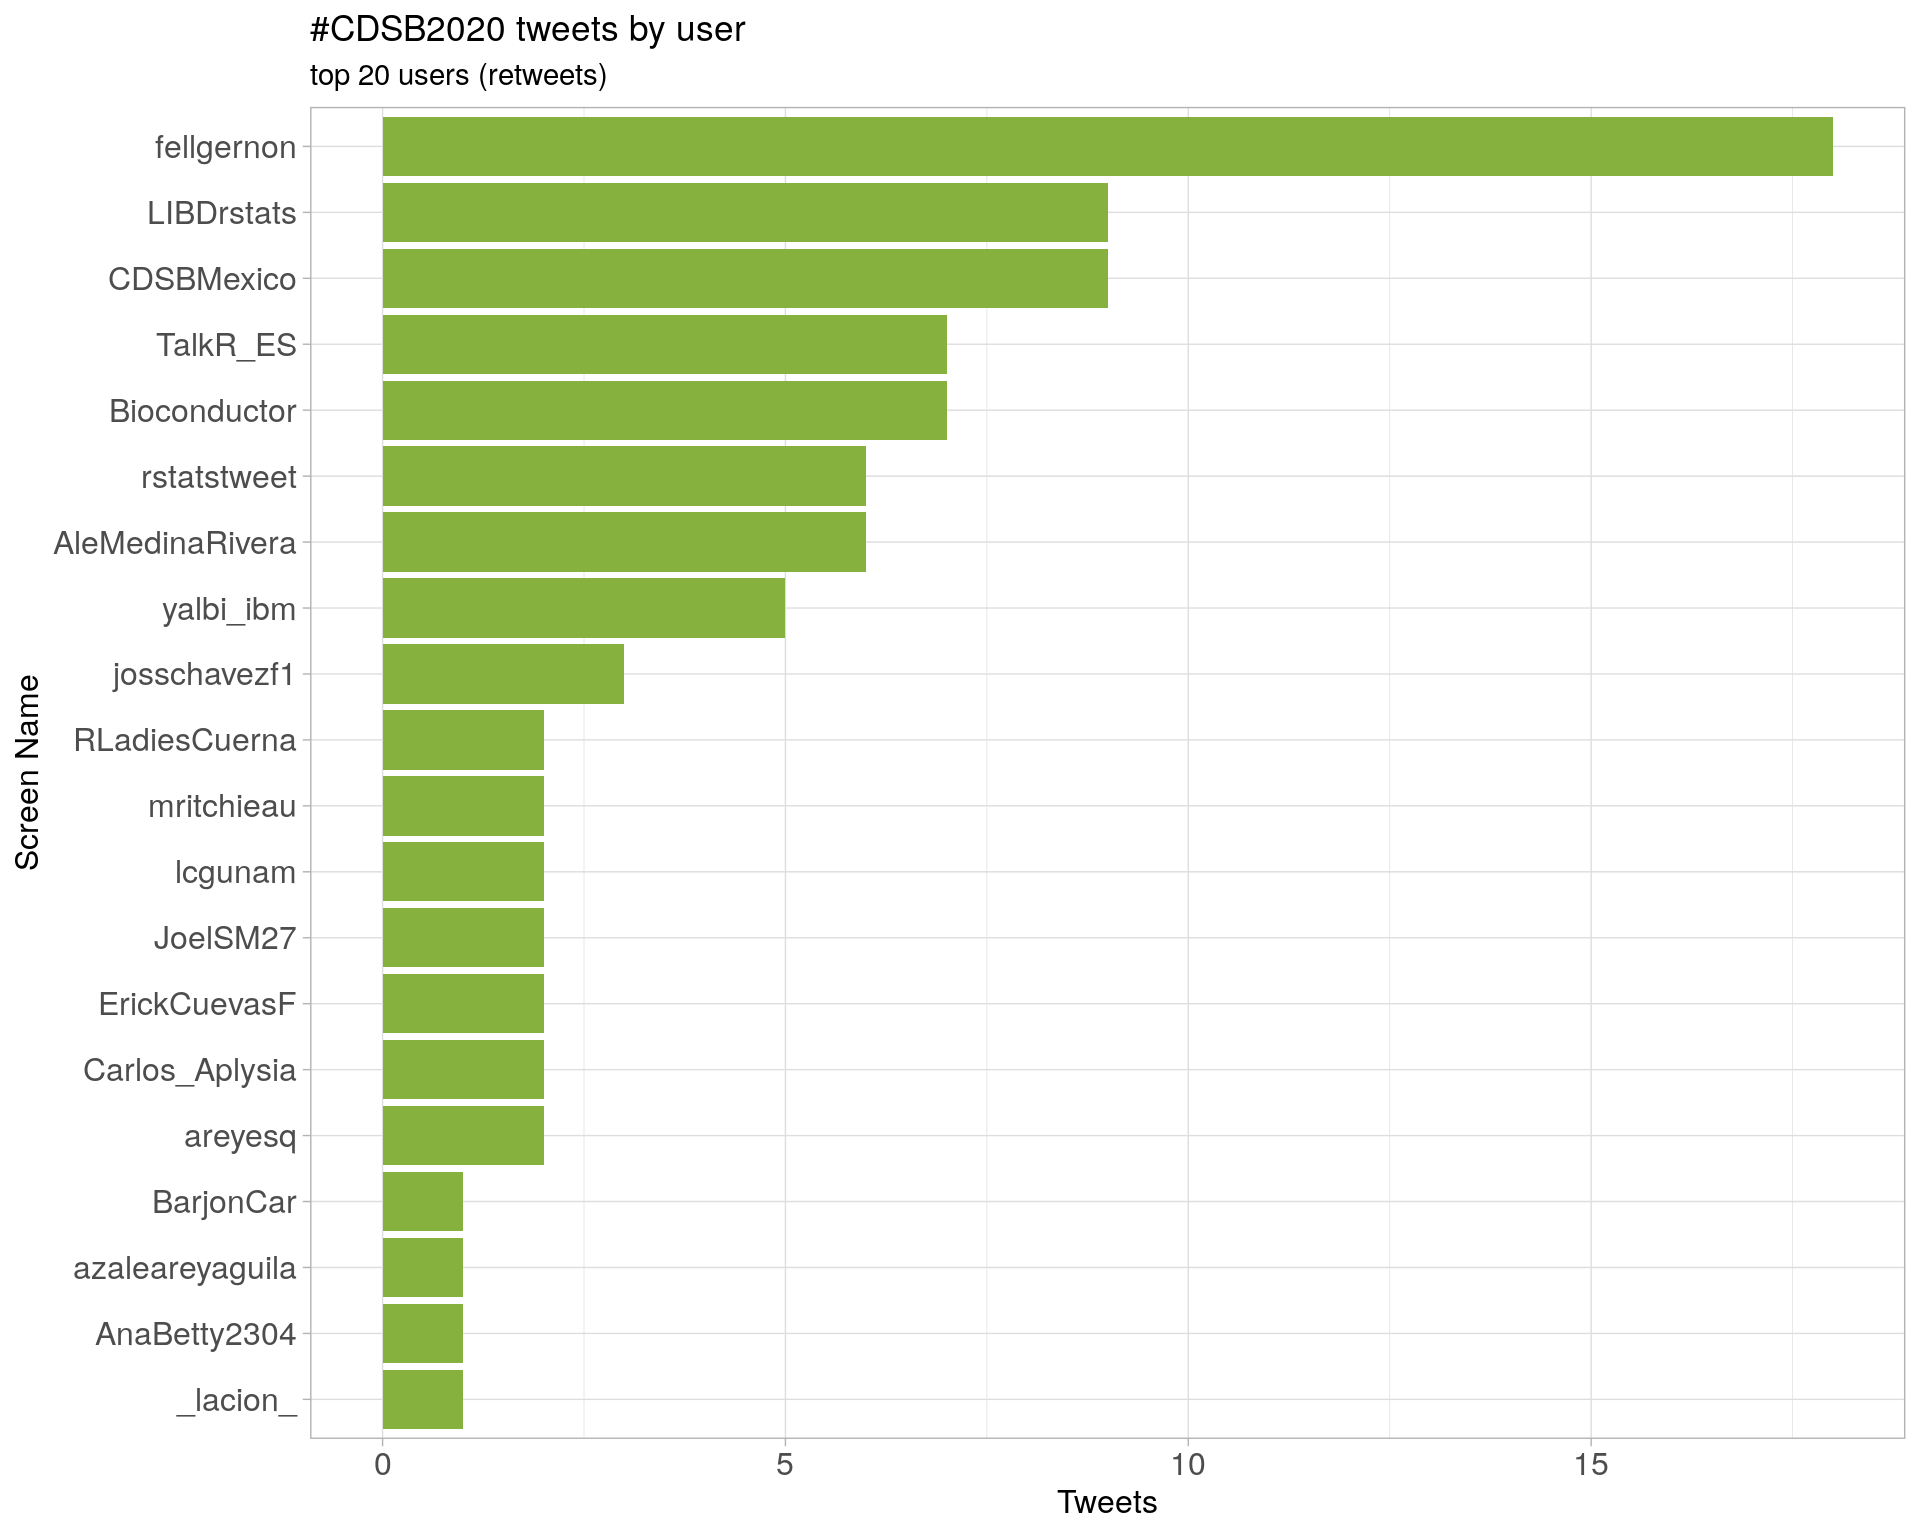 #CDSB2020 tweets by user
top 20 users (retweets)
fellgernon
LIBDrstats
CDSBMexico
TalkR_ES
Bioconductor
rstatstweet
AleMedinaRivera
yalbi_ibm
josschavezf1
RLadiesCuerna
mritchieau
lcgunam
JoelSM27
ErickCuevasF
Carlos_Aplysia
areyesq
BarjonCar
azaleareyaguila
AnaBetty2304
_lacion_
Screen Name
0 5 10 15
Tweets